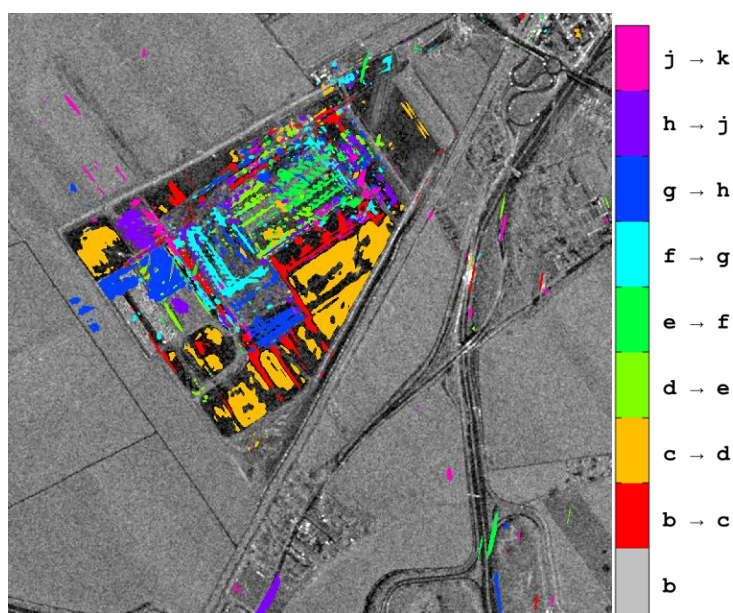 j → k
h → j
g → h
f → g
e → f
d → e
c → d
b → c
b